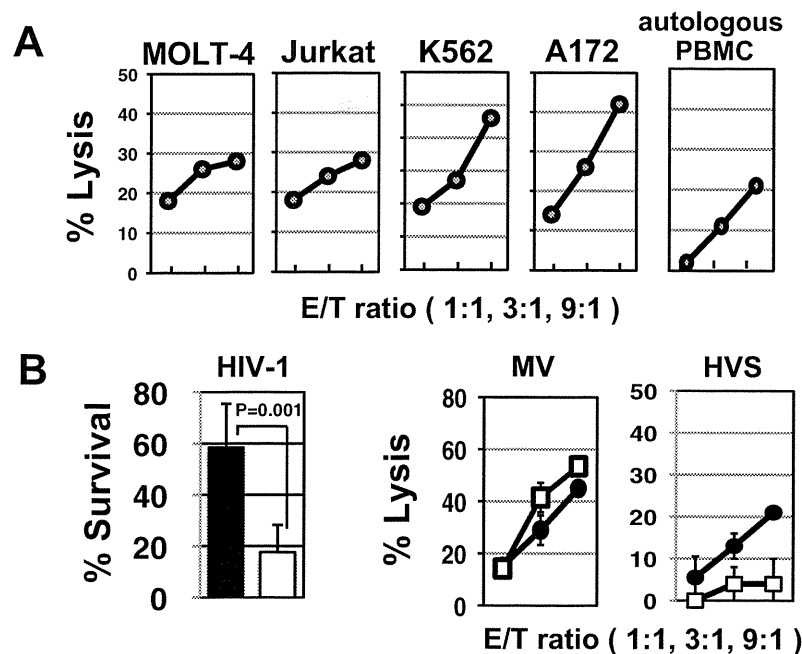 A
MOLT-4 Jurkat K562 A172 autologous PBMC
50
40
30
20
10
0
% Lysis
E/T ratio ( 1:1, 3:1, 9:1 )
B
HIV-1 MV HVS
80
60
40
20
0
% Survival
P=0.001
80
60
40
20
0
% Lysis
50
40
30
20
10
0
E/T ratio ( 1:1, 3:1, 9:1 )